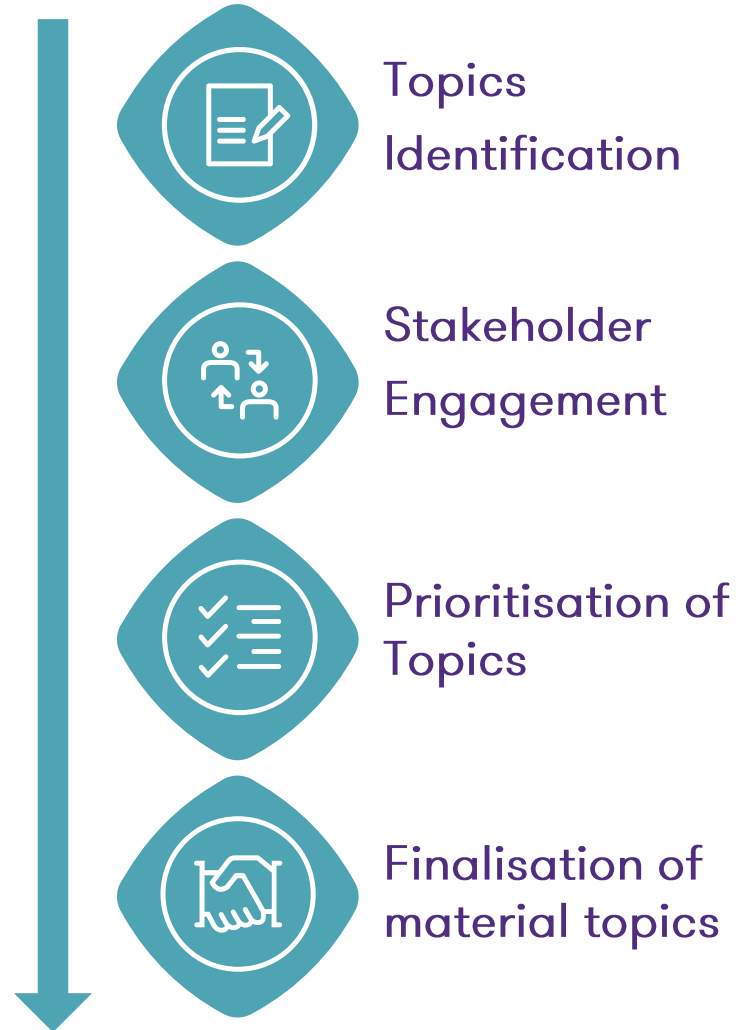 Topics
Identification
Stakeholder
Engagement
Prioritisation of
Topics
Finalisation of
material topics